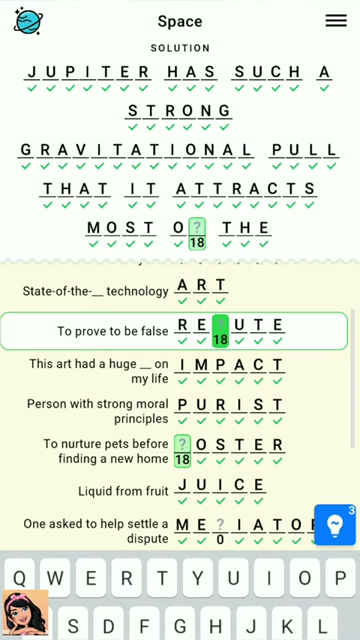 Space
SOLUTION
JUPITER HAS SUCH A
STRONG
GRAVITATIONAL PULL
THAT IT ATTRACTS
MOST O? THE
18
State-of-the-__ technology ART
To prove to be false RE UTE
18
This art had a huge __ on IMPACT
my life
Person with strong moral PURIST
principles
To nurture pets before ?OSTER
finding a new home 18
Liquid from fruit JUICE
3
One asked to help settle a ME?IATOR
dispute 0
Q W E R T Y U I O P
S D F G H J K L